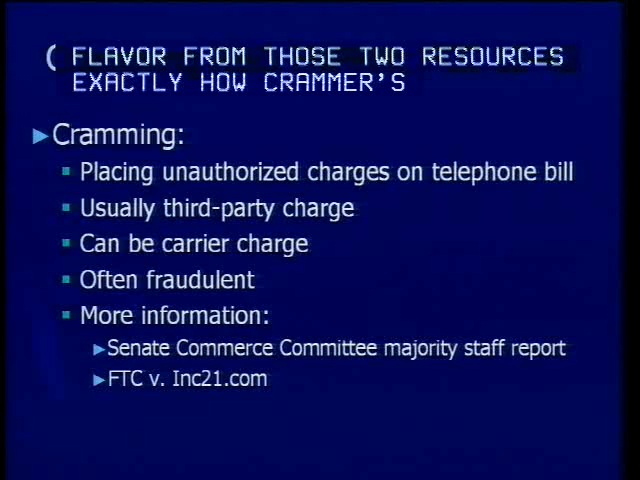 ( FLAVOR FROM THOSE TWO RESOURCES
EXACTLY HOW CRAMMER'S
►Cramming:
▪ Placing unauthorized charges on telephone bill
▪ Usually third-party charge
▪ Can be carrier charge
▪ Often fraudulent
▪ More information:
►Senate Commerce Committee majority staff report
►FTC v. Inc21.com